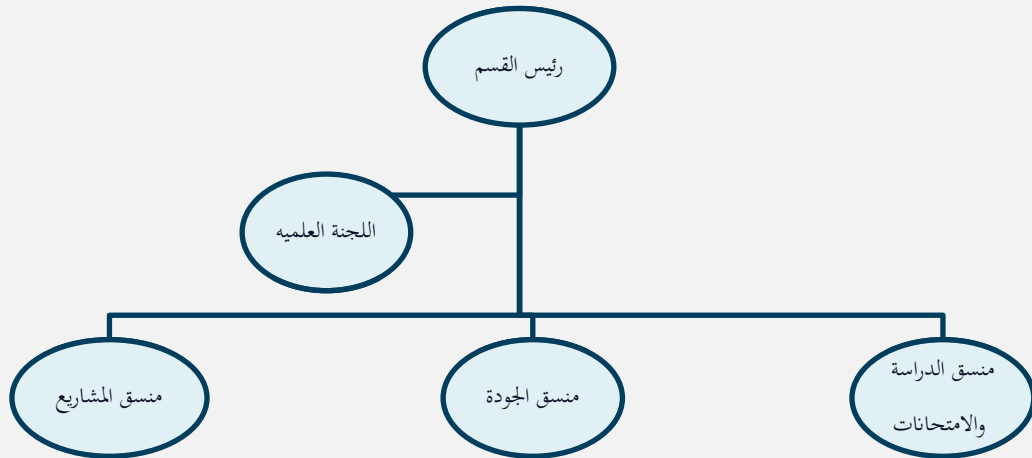 رئيس القسم
اللجنة العلميه
منسق الدراسة
والامتحانات
منسق الجودة
منسق المشاريع